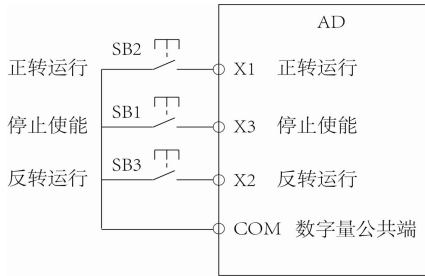 AD
SB2
正转运行 X1 正转运行
SB1
停止使能 X3 停止使能
SB3
反转运行 X2 反转运行
COM 数字量公共端